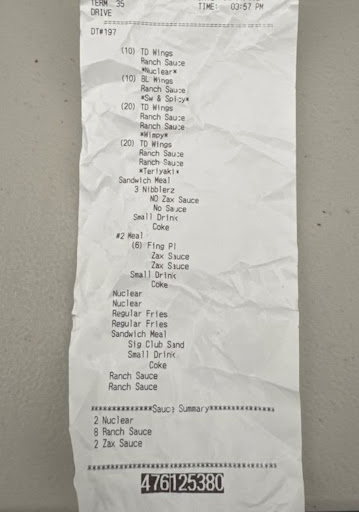 TERM 35
TIME: 03:57 PM
DRIVE
DT#197
(10) TD Wings
Ranch Sauce
*Nuclear*
(10) BL Wings
Ranch Sauce
*Sw & Spicy*
(20) TD Wings
Ranch Sauce
Ranch Sauce
*Wimpy*
(20) TD Wings
Ranch Sauce
Ranch Sauce
*Teriyaki*
Sandwich Meal
3 Nibblerz
NO Zax Sauce
No Sauce
Small Drink
Coke
#2 Meal
(6) Fing Pl
Zax Sauce
Zax Sauce
Small Drink
Coke
Nuclear
Nuclear
Regular Fries
Regular Fries
Sandwich Meal
Sig Club Sand
Small Drink
Coke
Ranch Sauce
Ranch Sauce
************Sauce Summary**************
2 Nuclear
8 Ranch Sauce
2 Zax Sauce
476125380